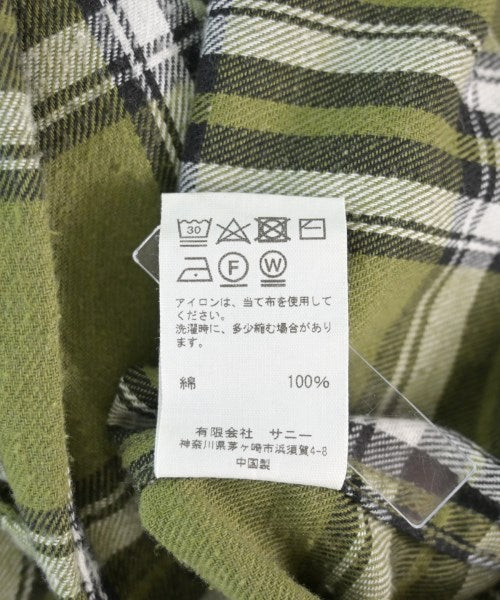 30
F W
アイロンは、当て布を使用して
ください。
洗濯時に、多少縮む場合があり
ます。
綿 100%
有限会社 サニー
神奈川県茅ヶ崎市浜須賀4-8
中国製